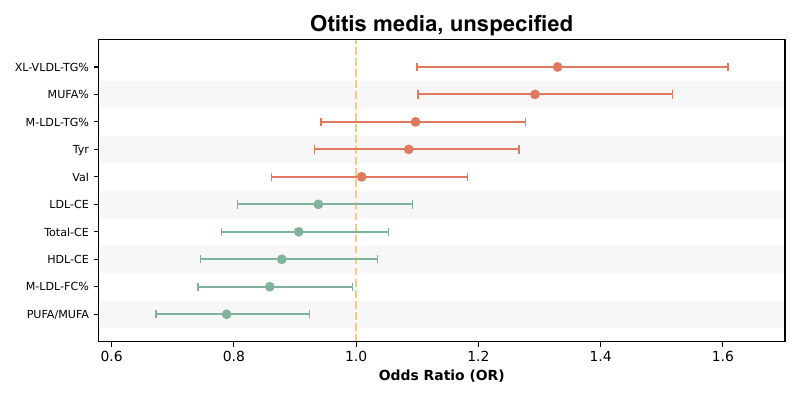 Otitis media, unspecified
XL-VLDL-TG%
MUFA%
M-LDL-TG%
Tyr
Val
LDL-CE
Total-CE
HDL-CE
M-LDL-FC%
PUFA/MUFA
0.6 0.8 1.0 1.2 1.4 1.6
Odds Ratio (OR)